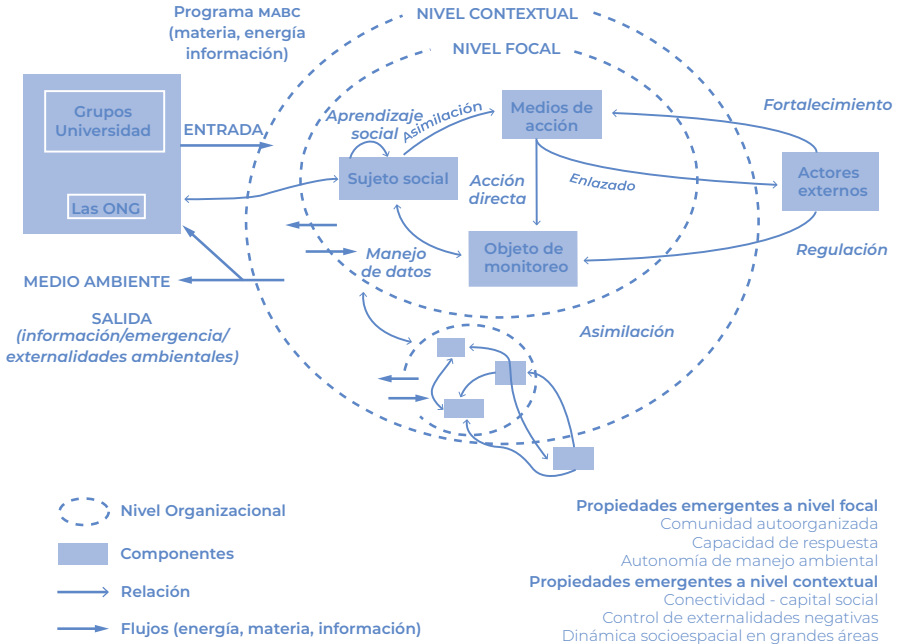 Programa MABC
(materia, energía
información)
NIVEL CONTEXTUAL
NIVEL FOCAL
Grupos
Universidad
Las ONG
ENTRADA
Aprendizaje
social
Asimilación
Medios de
acción
Fortalecimiento
Sujeto social
Acción
directa
Enlazado
Actores
externos
Manejo
de datos
Objeto de
monitoreo
Regulación
MEDIO AMBIENTE
SALIDA
(información/emergencia/
externalidades ambientales)
Asimilación
Nivel Organizacional
Componentes
Relación
Flujos (energía, materia, información)
Propiedades emergentes a nivel focal
Comunidad autoorganizada
Capacidad de respuesta
Autonomía de manejo ambiental
Propiedades emergentes a nivel contextual
Conectividad - capital social
Control de externalidades negativas
Dinámica socioespacial en grandes áreas